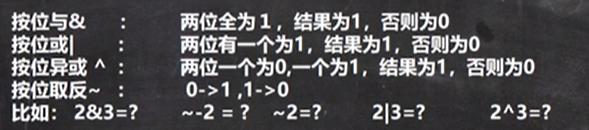 按位与&   :   两位全为１，结果为1，否则为0
按位或|   :   两位有一个为1，结果为1，否则为0
按位异或 ^ :   两位一个为0,一个为1，结果为1，否则为0
按位取反~ :   0->1 ,1->0
比如： 2&3=?   ~-2 = ?   ~2=?   2|3=?   2^3=?